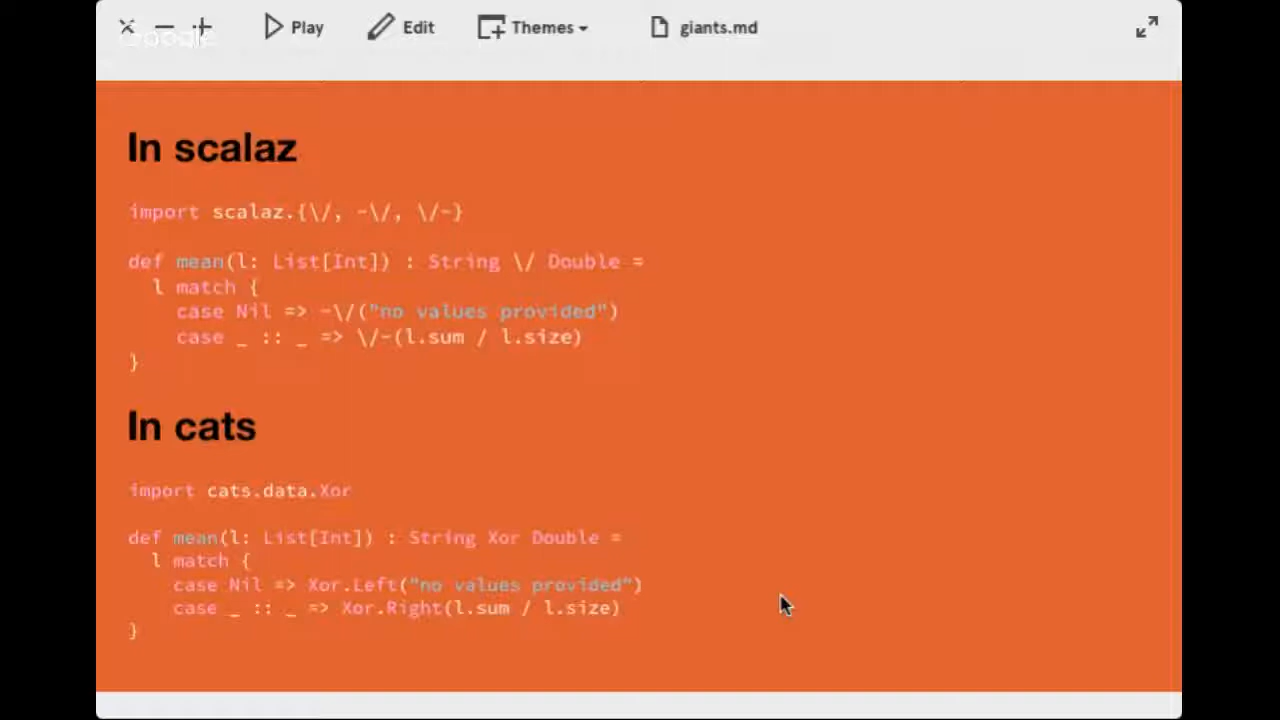 Play Edit Themes giants.md
Google
In scalaz
import scalaz.{\/, -\/, \/-}
def mean(l: List[Int]) : String \/ Double =
l match {
case Nil => -\/("no values provided")
case _ :: _ => \/-(l.sum / l.size)
}
In cats
import cats.data.Xor
def mean(l: List[Int]) : String Xor Double =
l match {
case Nil => Xor.Left("no values provided")
case _ :: _ => Xor.Right(l.sum / l.size)
}